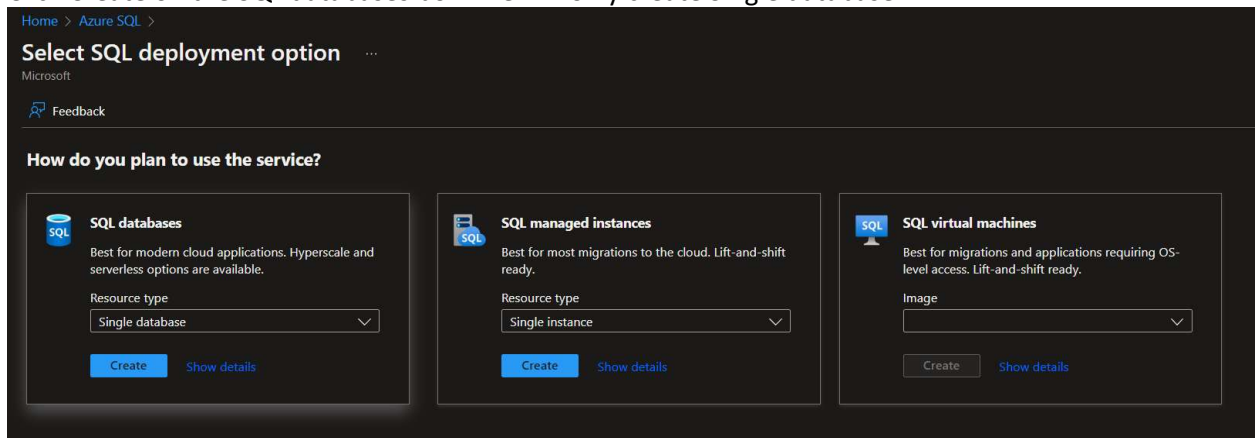 Home > Azure SQL >
Select SQL deployment option ...
Microsoft
Feedback
How do you plan to use the service?
SQL
SQL databases
Best for modern cloud applications. Hyperscale and
serverless options are available.
Resource type
Single database
Create Show details
SQL
SQL managed instances
Best for most migrations to the cloud. Lift-and-shift
ready.
Resource type
Single instance
Create Show details
SQL
SQL virtual machines
Best for migrations and applications requiring OS-
level access. Lift-and-shift ready.
Image
Create Show details